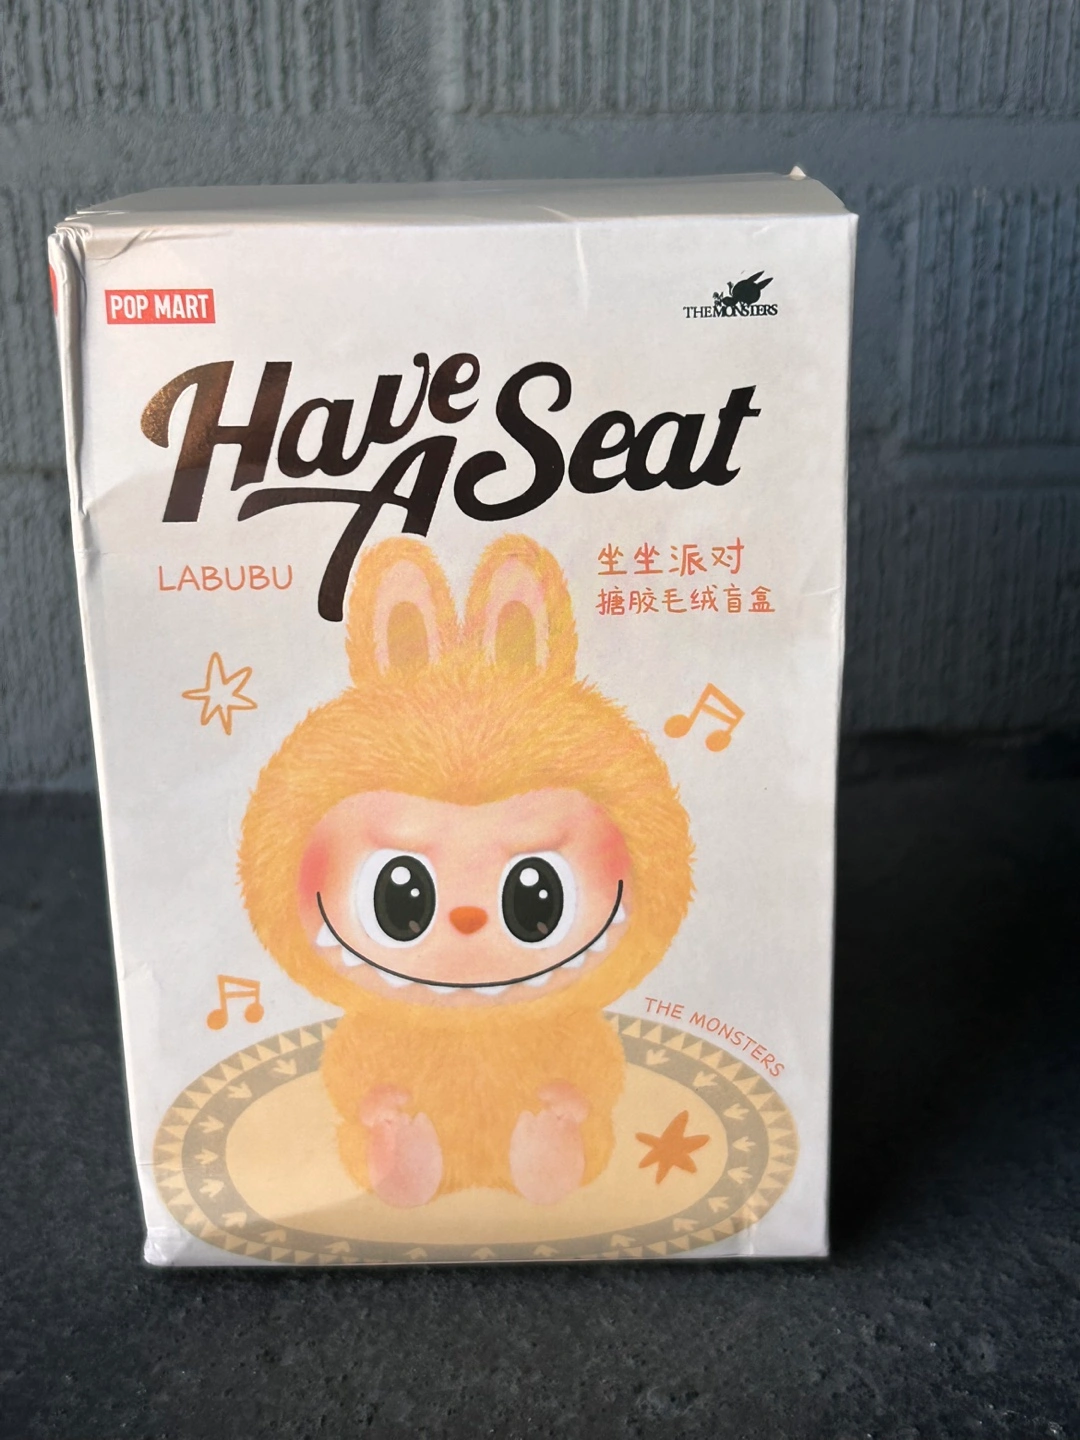 POP MART
THE MONSTERS
Have A Seat
LABUBU
坐坐派对
搪胶毛绒盲盒
THE MONSTERS